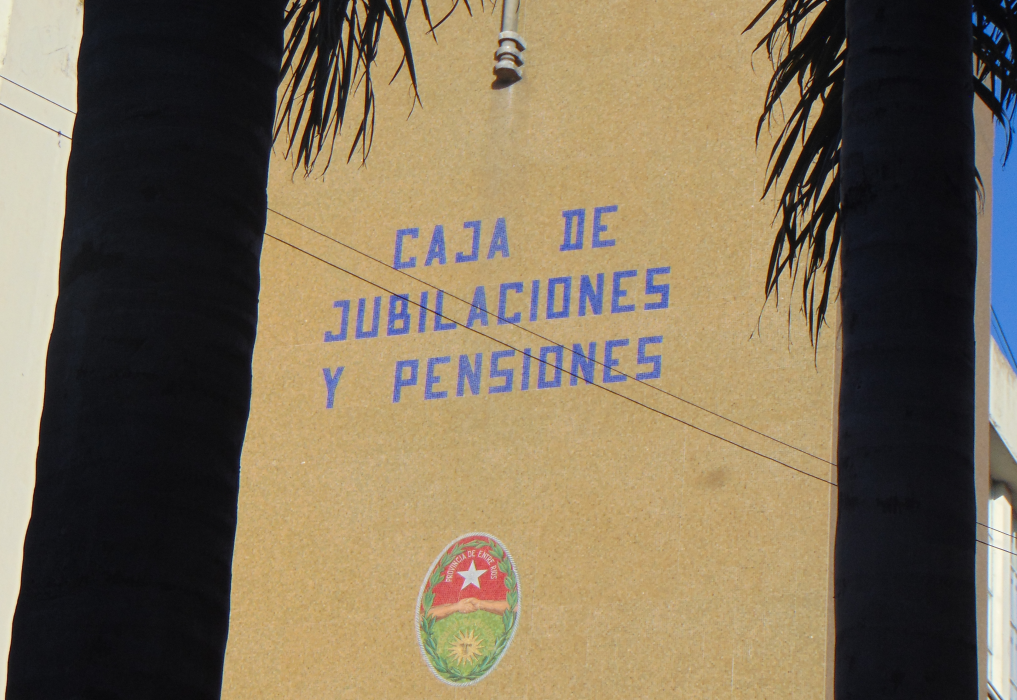 CAJA DE
JUBILACIONES
Y PENSIONES
PROVINCIA DE ENTRE RIOS